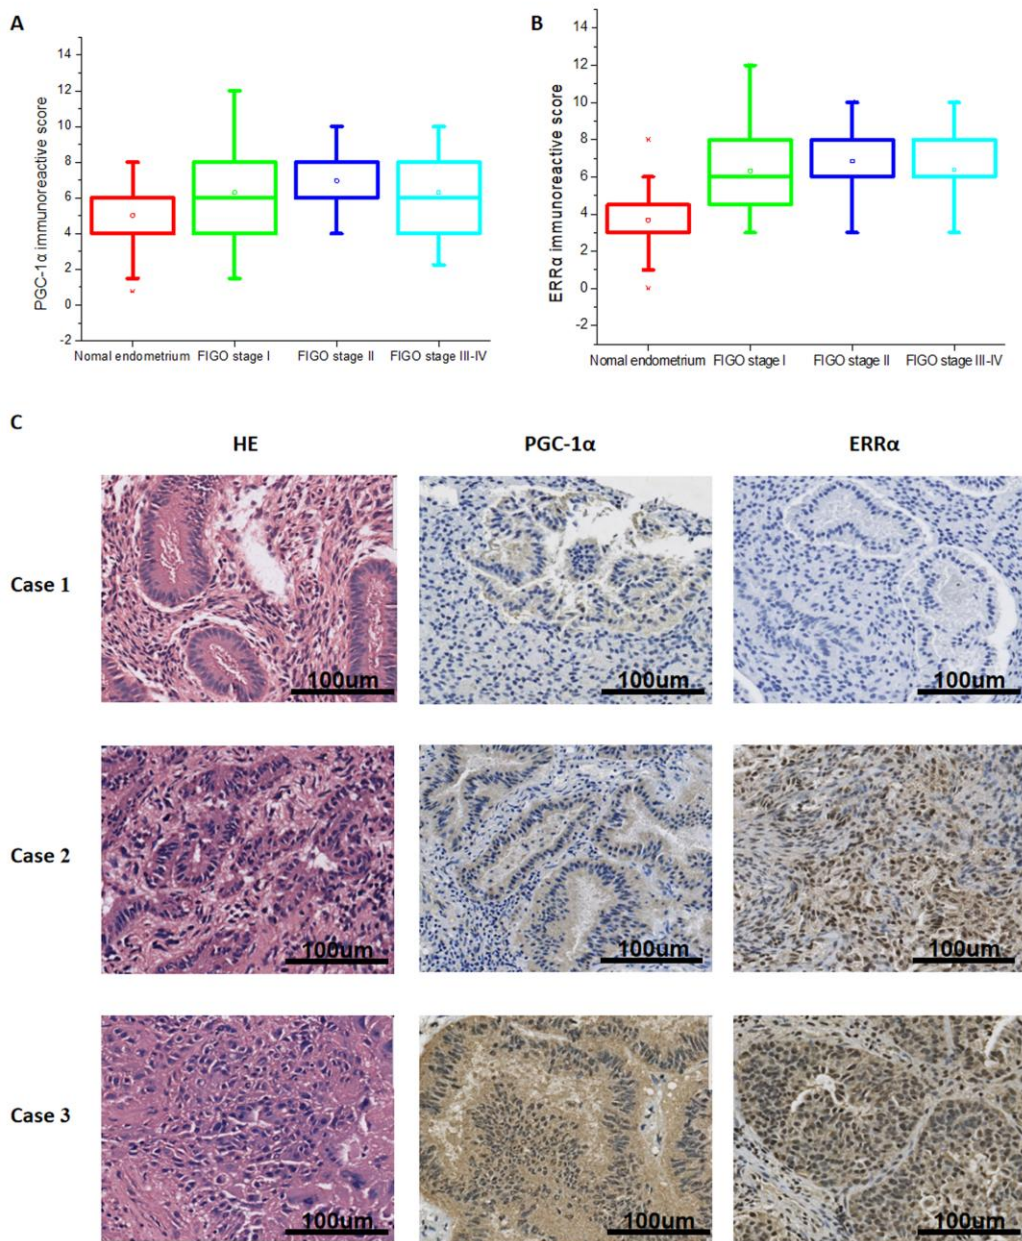 A
PGC-1α immunoreactive score
14
12
10
8
6
4
2
0
-2
Nomal endometrium FIGO stage I FIGO stage II FIGO stage III-IV
B
ERRα immunoreactive score
14
12
10
8
6
4
2
0
-2
Nomal endometrium FIGO stage I FIGO stage II FIGO stage III-IV
C
HE PGC-1α ERRα
Case 1
100um 100um 100um
Case 2
100um 100um 100um
Case 3
100um 100um 100um